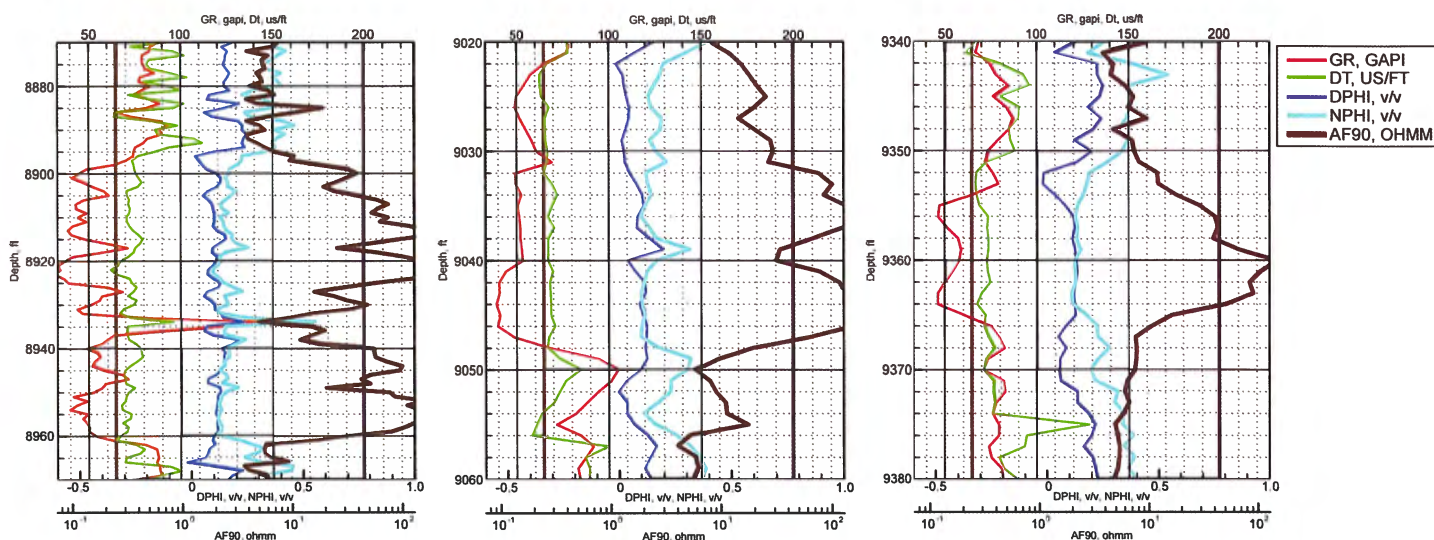 GR, gapi, Dt, us/ft
50 100 150 200
8880
8900
8920
8940
8960
Depth, ft
-0.5 0 0.5 1.0
DPHI, v/v, NPHI, v/v
10-1 100 101 102
AF90, ohmm
GR, gapi, Dt, us/ft
50 100 150 200
9020
9030
9040
9050
9060
Depth, ft
-0.5 0 0.5 1.0
DPHI, v/v, NPHI, v/v
10-1 100 101 102
AF90, ohmm
GR, gapi, Dt, us/ft
50 100 150 200
9340
9350
9360
9370
9380
Depth, ft
-0.5 0 0.5 1.0
DPHI, v/v, NPHI, v/v
10-1 100 101 102
AF90, ohmm
GR, GAPI
DT, US/FT
DPHI, v/v
NPHI, v/v
AF90, OHMM